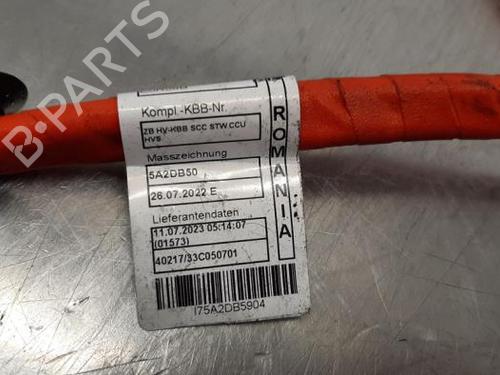 Kompl.-KBB-Nr.
ZB HV-KBB SCC STW CCU
HVS
Masszeichnung
5A2DB50
26.07.2022 E
Lieferantendaten
11.07.2023 05:14:07
(01573)
40217/33C050701
I75A2DB5904
ROMANIA
B-PARTS